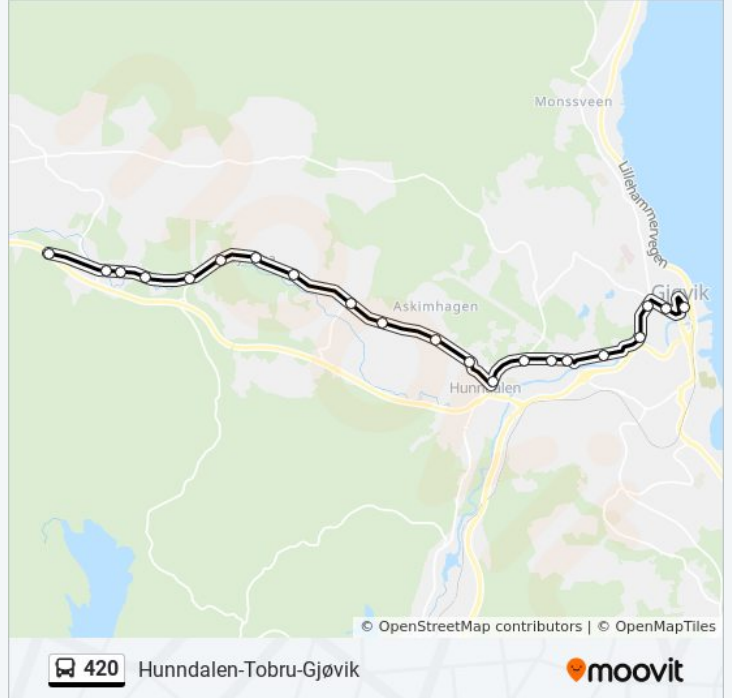 Monssveen
Lillehammervegen
Gjøvik
Askimhagen
Hunndalen
© OpenStreetMap contributors | © OpenMapTiles
420 Hunndalen-Tobru-Gjøvik
moovit